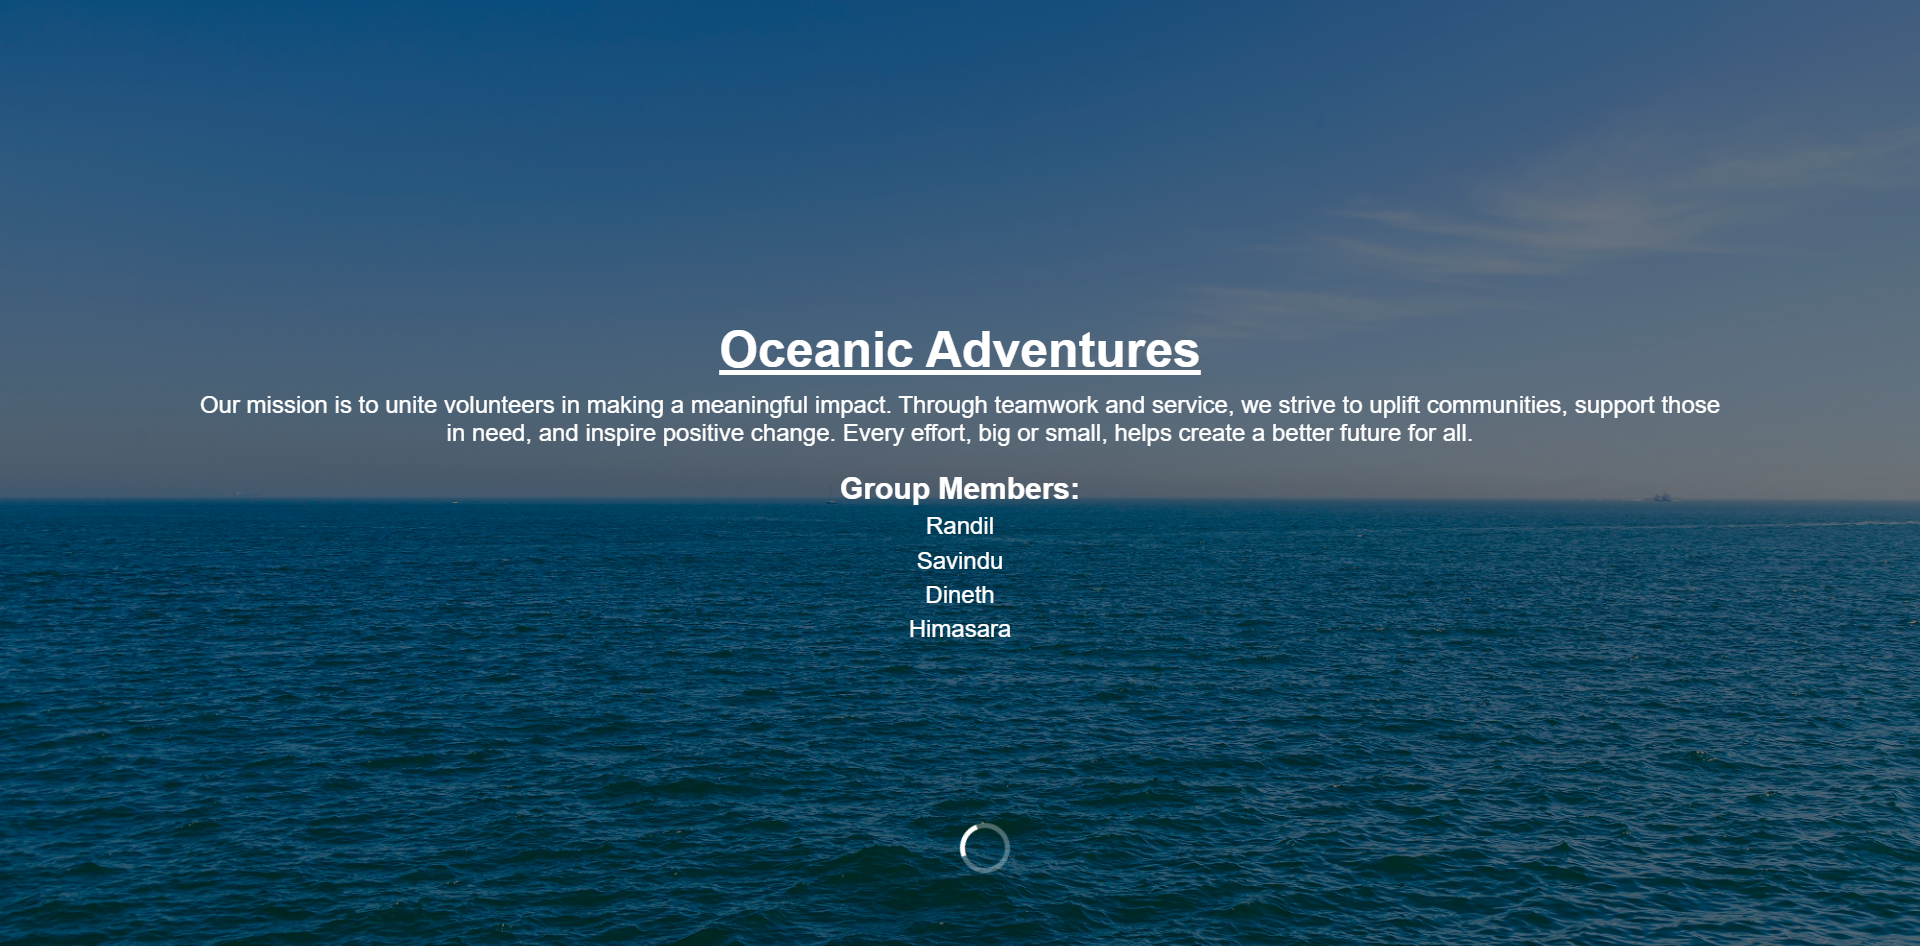 Oceanic Adventures
Our mission is to unite volunteers in making a meaningful impact. Through teamwork and service, we strive to uplift communities, support those
in need, and inspire positive change. Every effort, big or small, helps create a better future for all.
Group Members:
Randil
Savindu
Dineth
Himasara